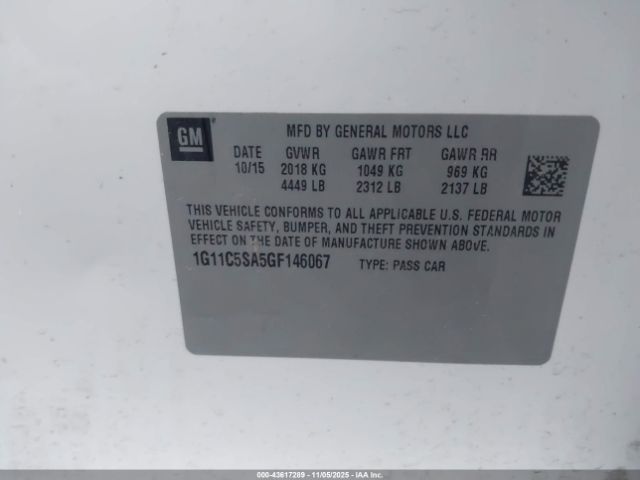 GM
MFD BY GENERAL MOTORS LLC
DATE GVWR GAWR FRT GAWR RR
10/15 2018 KG 1049 KG 969 KG
4449 LB 2312 LB 2137 LB
THIS VEHICLE CONFORMS TO ALL APPLICABLE U.S. FEDERAL MOTOR
VEHICLE SAFETY, BUMPER, AND THEFT PREVENTION STANDARDS IN
EFFECT ON THE DATE OF MANUFACTURE SHOWN ABOVE.
1G11C5SA5GF146067 TYPE: PASS CAR
000-43617289 - 11/05/2025 - IAA, Inc.